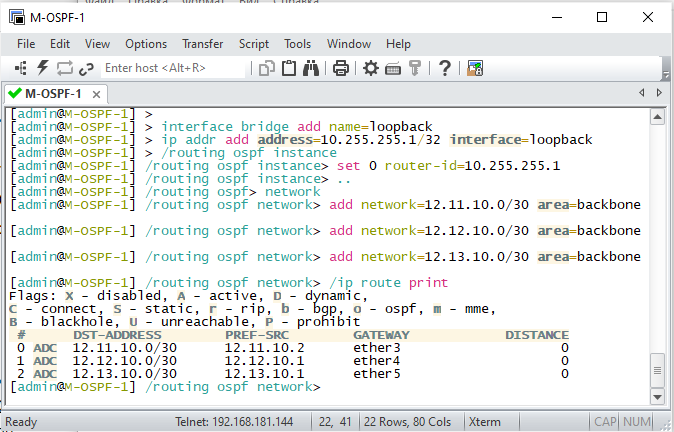 M-OSPF-1
File Edit View Options Transfer Script Tools Window Help
Enter host <Alt+R>
M-OSPF-1
[admin@M-OSPF-1] >
[admin@M-OSPF-1] > interface bridge add name=loopback
[admin@M-OSPF-1] > ip addr add address=10.255.255.1/32 interface=loopback
[admin@M-OSPF-1] > /routing ospf instance
[admin@M-OSPF-1] /routing ospf instance> set 0 router-id=10.255.255.1
[admin@M-OSPF-1] /routing ospf instance> ..
[admin@M-OSPF-1] /routing ospf> network
[admin@M-OSPF-1] /routing ospf network> add network=12.11.10.0/30 area=backbone
[admin@M-OSPF-1] /routing ospf network> add network=12.12.10.0/30 area=backbone
[admin@M-OSPF-1] /routing ospf network> add network=12.13.10.0/30 area=backbone
[admin@M-OSPF-1] /routing ospf network> /ip route print
Flags: X - disabled, A - active, D - dynamic,
C - connect, S - static, r - rip, b - bgp, o - ospf, m - mme,
B - blackhole, U - unreachable, P - prohibit
# DST-ADDRESS PREF-SRC GATEWAY DISTANCE
0 ADC 12.11.10.0/30 12.11.10.2 ether3 0
1 ADC 12.12.10.0/30 12.12.10.1 ether4 0
2 ADC 12.13.10.0/30 12.13.10.1 ether5 0
[admin@M-OSPF-1] /routing ospf network>
Ready Telnet: 192.168.181.144 22, 41 22 Rows, 80 Cols Xterm CAP NUM